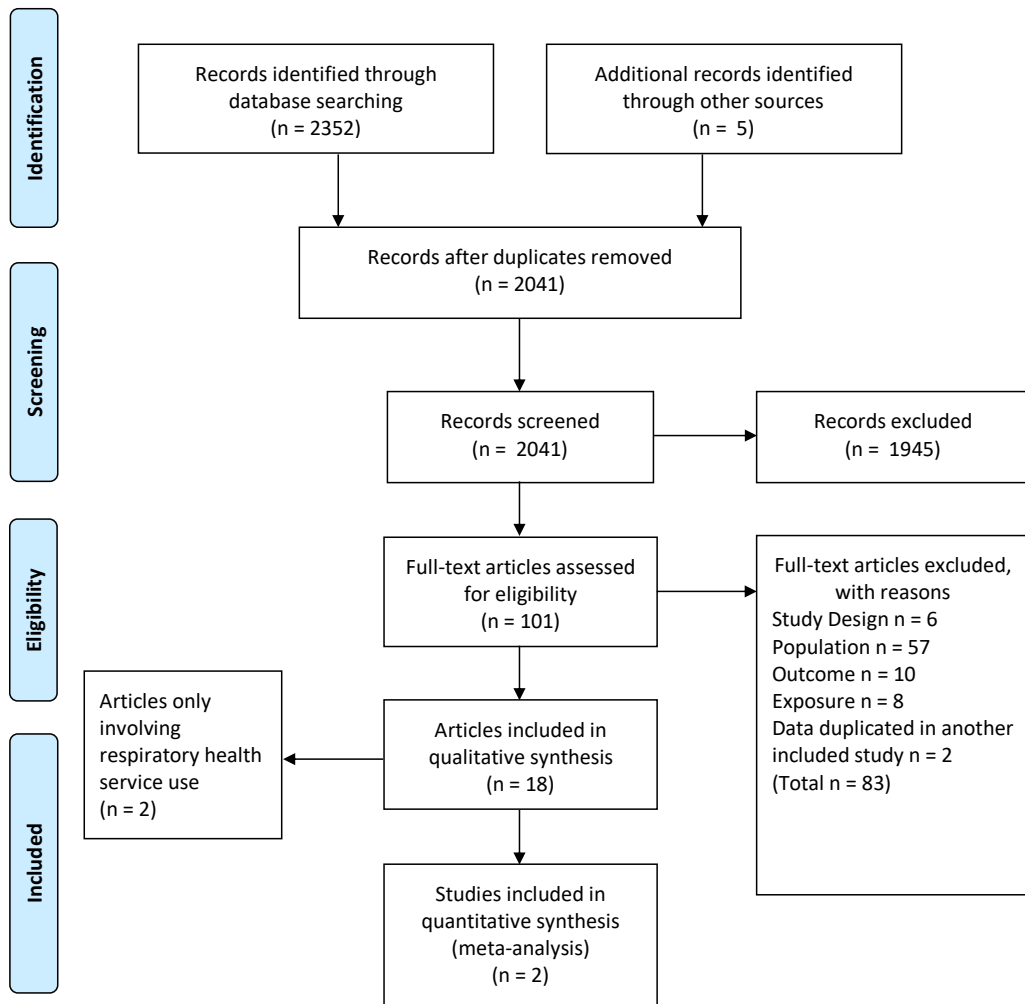 Identification
Records identified through
database searching
(n = 2352)
Additional records identified
through other sources
(n = 5)
Records after duplicates removed
(n = 2041)
Screening
Records screened
(n = 2041)
Records excluded
(n = 1945)
Eligibility
Full-text articles assessed
for eligibility
(n = 101)
Full-text articles excluded,
with reasons
Study Design n = 6
Population n = 57
Outcome n = 10
Exposure n = 8
Data duplicated in another
included study n = 2
(Total n = 83)
Articles only
involving
respiratory health
service use
(n = 2)
Articles included in
qualitative synthesis
(n = 18)
Included
Studies included in
quantitative synthesis
(meta-analysis)
(n = 2)